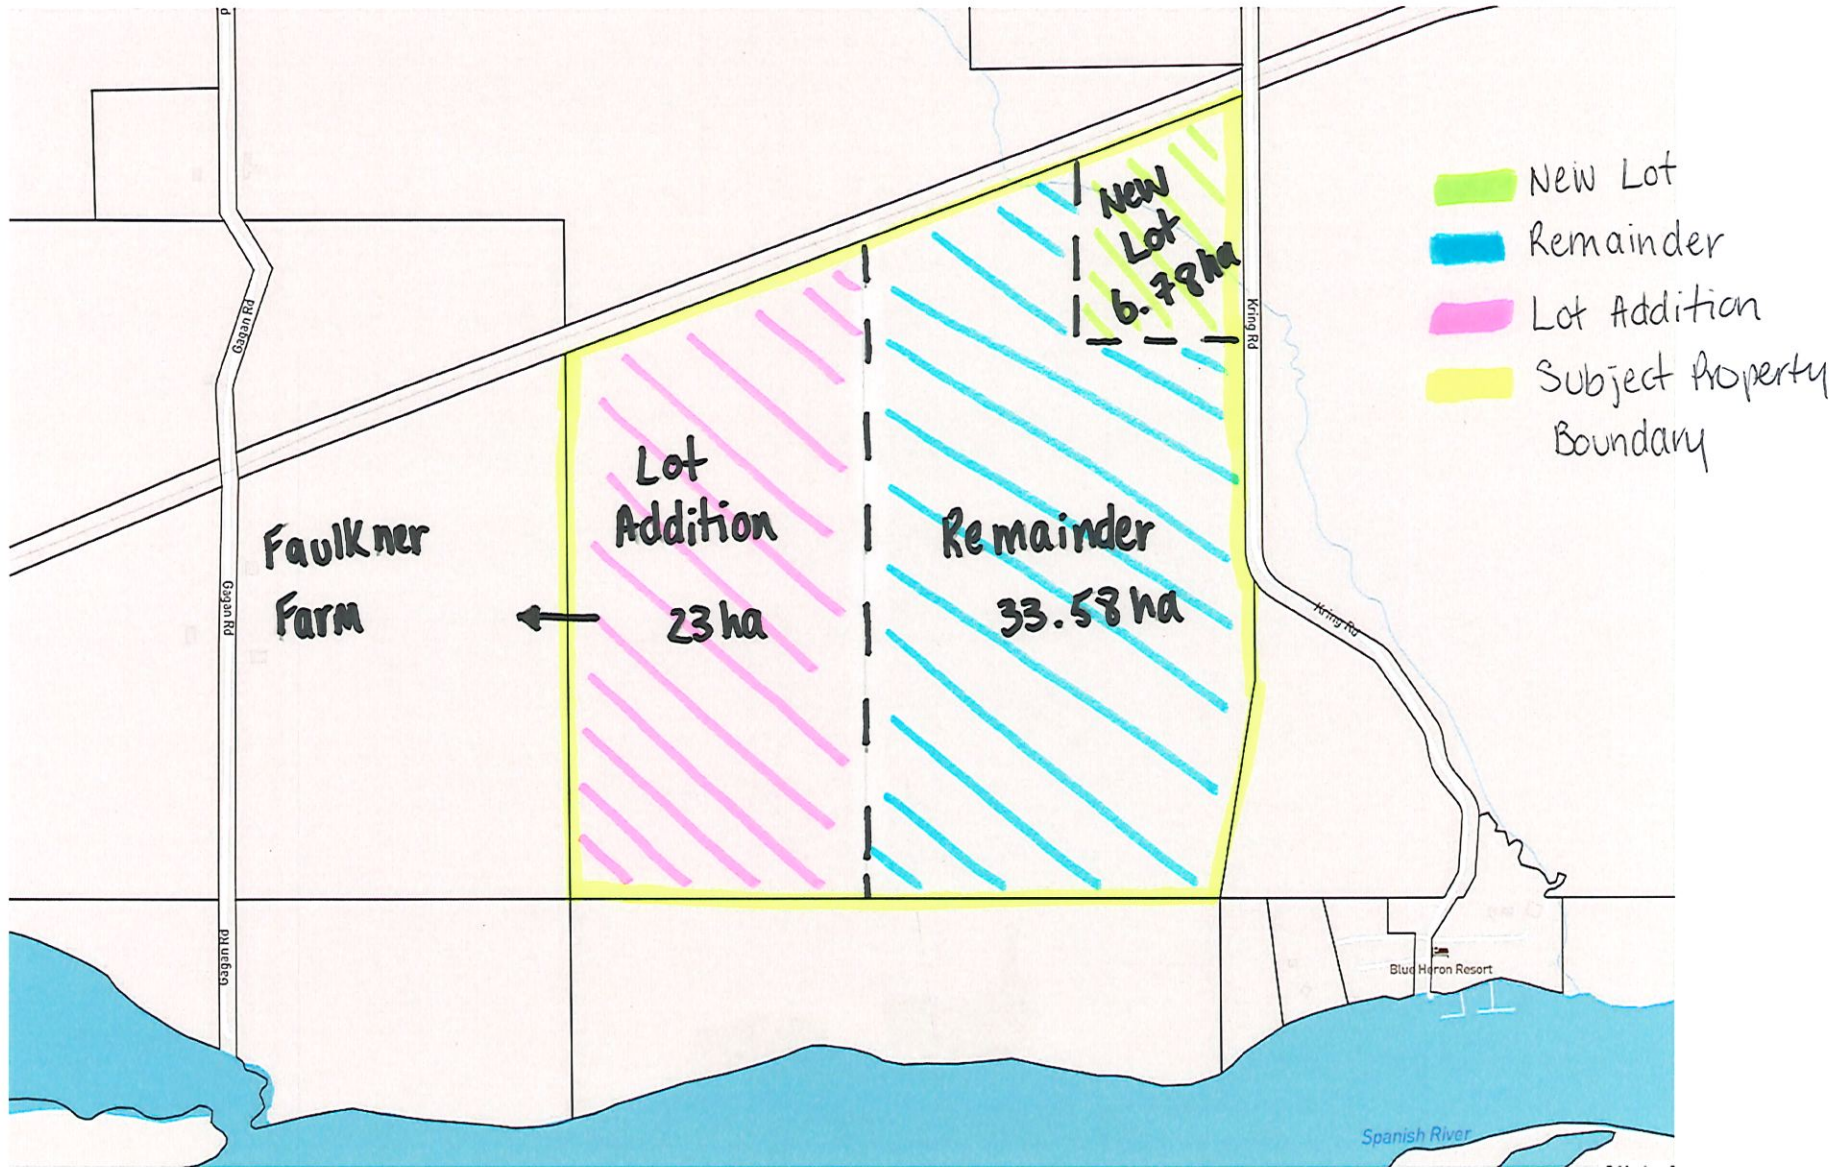 d
New
Lot
6.78ha
New Lot
Remainder
Lot Addition
Subject Property
Boundary
Gagan Rd
Kring Rd
Lot
Addition
23ha
Remainder
33.58ha
Faulkner
Farm
Gagan Rd
Kring Rd
Gagan Rd
Blue Heron Resort
Spanish River